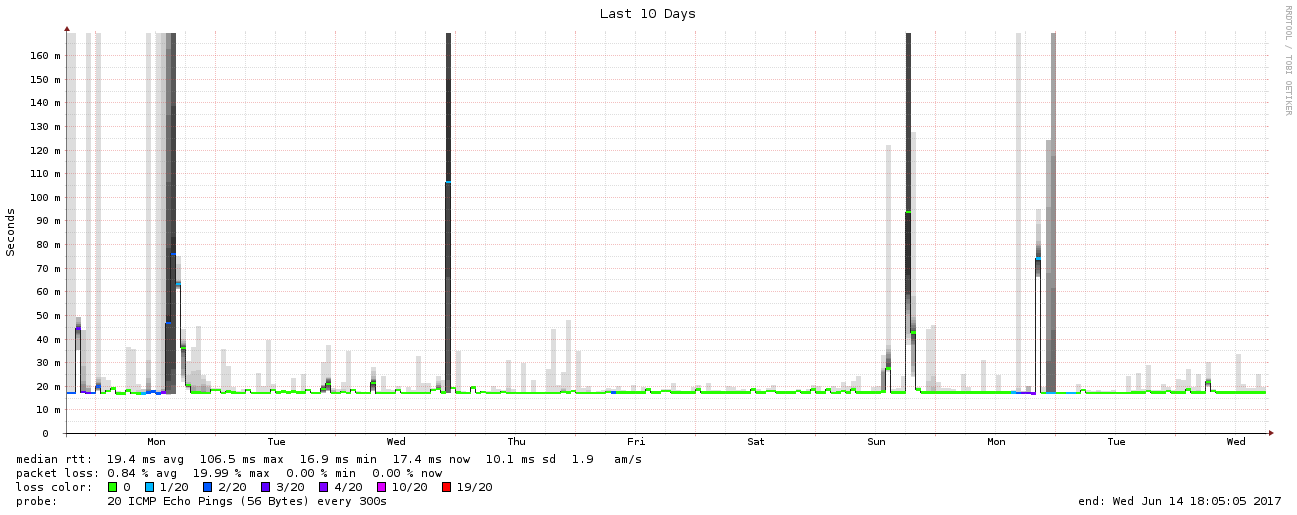 Last 10 Days
RRDTOOL / TOBI OETIKER
Seconds
160 m
150 m
140 m
130 m
120 m
110 m
100 m
90 m
80 m
70 m
60 m
50 m
40 m
30 m
20 m
10 m
0
Mon Tue Wed Thu Fri Sat Sun Mon Tue Wed
median rtt: 19.4 ms avg 106.5 ms max 16.9 ms min 17.4 ms now 10.1 ms sd 1.9 am/s
packet loss: 0.84 % avg 19.99 % max 0.00 % min 0.00 % now
loss color: 0 1/20 2/20 3/20 4/20 10/20 19/20
probe: 20 ICMP Echo Pings (56 Bytes) every 300s end: Wed Jun 14 18:05:05 2017